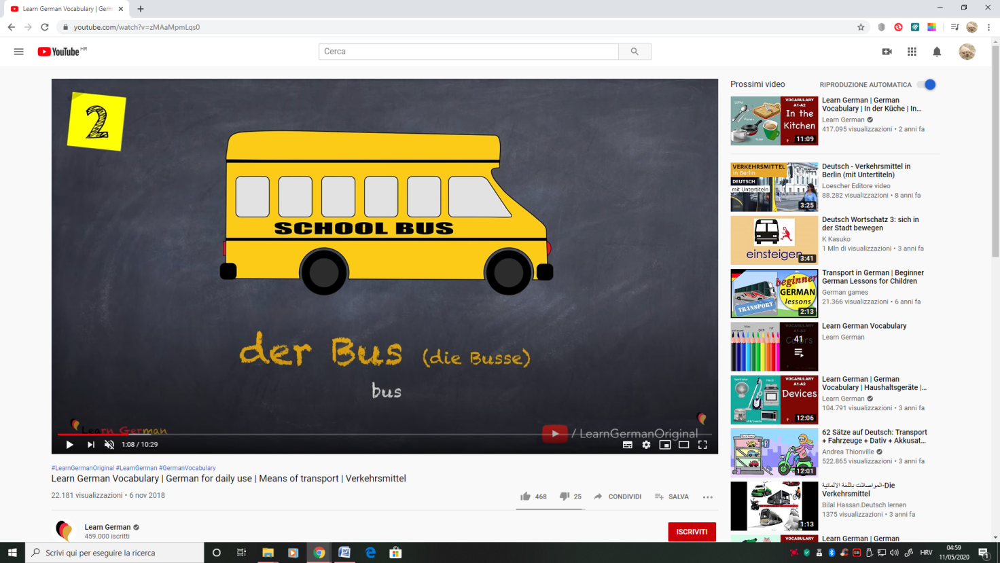 Learn German Vocabulary | Germ
youtube.com/watch?v=zMAaMpmLqs0
YouTube HR
Cerca
2
SCHOOL BUS
der Bus (die Busse)
bus
Learn German
/ LearnGermanOriginal
1:08 / 10:29
#LearnGermanOriginal #LearnGerman #GermanVocabulary
Learn German Vocabulary | German for daily use | Means of transport | Verkehrsmittel
22.181 visualizzazioni • 6 nov 2018
468
25
CONDIVIDI
SALVA
Learn German
459.000 iscritti
ISCRIVITI
Prossimi video
RIPRODUZIONE AUTOMATICA
VOCABULARY
A1-A2
In the
Kitchen
11:09
Learn German | German
Vocabulary | In der Küche | In...
Learn German
417.095 visualizzazioni • 2 anni fa
VERKEHRSMITTEL
in Berlin
DEUTSCH
mit Untertiteln
3:25
Deutsch - Verkehrsmittel in
Berlin (mit Untertiteln)
Loescher Editore video
88.282 visualizzazioni • 8 anni fa
einsteigen
3:41
Deutsch Wortschatz 3: sich in
der Stadt bewegen
K Kasuko
1 Mln di visualizzazioni • 3 anni fa
beginner
GERMAN
lessons
TRANSPORT
2:13
Transport in German | Beginner
German Lessons for Children
German games
21.366 visualizzazioni • 6 anni fa
VOCABULARY
A1-A2
Colors
41
Learn German Vocabulary
Learn German
VOCABULARY
A1-A2
Devices
12:06
Learn German | German
Vocabulary | Haushaltsgeräte |...
Learn German
104.791 visualizzazioni • 3 anni fa
12:01
62 Sätze auf Deutsch: Transport
+ Fahrzeuge + Dativ + Akkusat...
Andrea Thionville
522.865 visualizzazioni • 3 anni fa
1:13
المواصلات باللغة الالمانية-Die
Verkehrsmittel
Bilal Hassan Deutsch lernen
1375 visualizzazioni • 3 anni fa
VOCABULARY
Learn German | German
Scrivi qui per eseguire la ricerca
HRV
04:59
11/05/2020
1